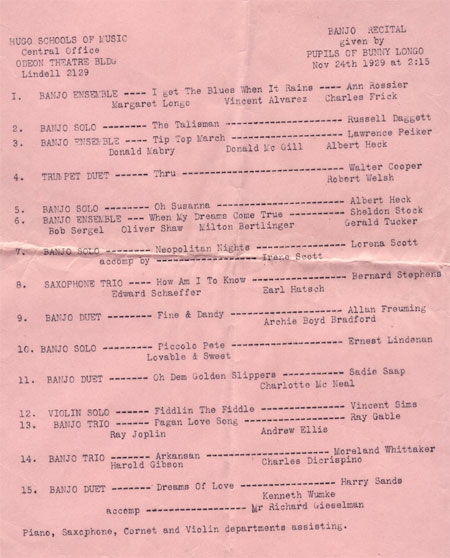 HUGO SCHOOLS OF MUSIC
Central Office
ODEON THEATRE BLDG
Lindell 2129
BANJO RECITAL
given by
PUPILS OF BUNNY LONGO
Nov 24th 1929 at 2:15
1. BANJO ENSEMBLE ---- I get The Blues When It Rains ---- Ann Rossier
Margaret Longo Vincent Alvarez Charles Frick
2. BANJO SOLO -------- The Talisman ---------------------- Russell Daggett
3. BANJO ENSEMBLE ---- Tip Top March --------------------- Lawrence Peiker
Donald Mabry Donald Mc Gill Albert Heck
4. TRUMPET DUET ------ Thru ------------------------- Walter Cooper
Robert Welsh
5. BANJO SOLO -------- Oh Susanna ---------------------- Albert Heck
6. BANJO ENSEMBLE --- When My Dreams Come True --------- Sheldon Stock
Bob Sergel Oliver Shaw Milton Bertlinger Gerald Tucker
7. BANJO SOLO -------- Neopolitan Nights --------------- Lorena Scott
accomp by ------------------ Irene Scott
8. SAXOPHONE TRIO ---- How Am I To Know ------------- Bernard Stephens
Edward Schaeffer Earl Hatsch
9. BANJO DUET ------- Fine & Dandy ------------------ Allan Freuming
Archie Boyd Bradford
10. BANJO SOLO --------- Piccolo Pete ----------------- Ernest Lindenan
Lovable & Sweet
11. BANJO DUET ------- Oh Dem Golden Slippers ----------- Sadie Saap
Charlotte Mc Neal
12. VIOLIN SOLO ------ Fiddlin The Fiddle ------------- Vincent Sims
13. BANJO TRIO ------ Pagan Love Song ----------------- Ray Gable
Ray Joplin Andrew Ellis
14. BANJO TRIO ------ Arkansan -------------------- Moreland Whittaker
Harold Gibson Charles Dicrispino
15. BANJO DUET ------ Dreams Of Love ---------------- Harry Sands
Kenneth Wumke
accomp ------------------- Mr Richard Gieselman
Piano, Saxophone, Cornet and Violin departments assisting.